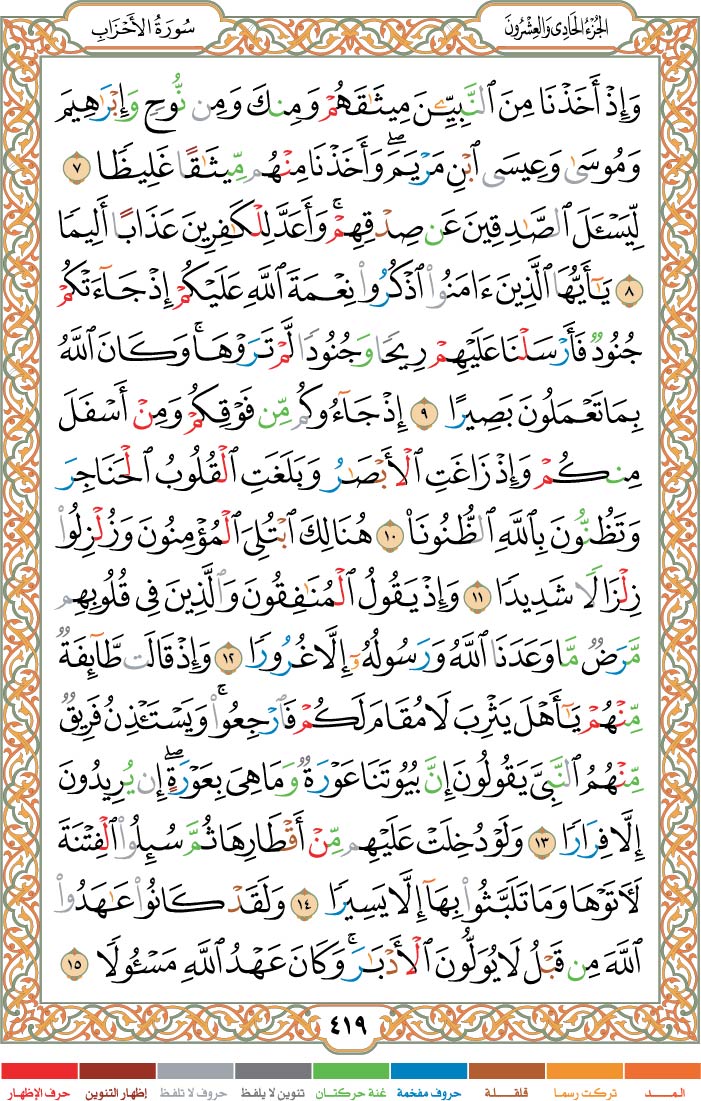 الجُزْءُ الحَادِى وَالعِشْرُونَ
سُورَةُ الأَحْزَابِ
وَإِذْ أَخَذْنَا مِنَ ٱلنَّبِيِّـۧنَ مِيثَٰقَهُمْ وَمِنكَ وَمِن نُّوحٍ وَإِبْرَٰهِيمَ
وَمُوسَىٰ وَعِيسَى ٱبْنِ مَرْيَمَۖ وَأَخَذْنَا مِنْهُم مِّيثَٰقًا غَلِيظًا ٧
لِّيَسْـَٔلَ ٱلصَّٰدِقِينَ عَن صِدْقِهِمْۚ وَأَعَدَّ لِلْكَٰفِرِينَ عَذَابًا أَلِيمًا
٨ يَٰٓأَيُّهَا ٱلَّذِينَ ءَامَنُوا۟ ٱذْكُرُوا۟ نِعْمَةَ ٱللَّهِ عَلَيْكُمْ إِذْ جَآءَتْكُمْ
جُنُودٌ فَأَرْسَلْنَا عَلَيْهِمْ رِيحًا وَجُنُودًا لَّمْ تَرَوْهَاۚ وَكَانَ ٱللَّهُ
بِمَا تَعْمَلُونَ بَصِيرًا ٩ إِذْ جَآءُوكُم مِّن فَوْقِكُمْ وَمِنْ أَسْفَلَ
مِنكُمْ وَإِذْ زَاغَتِ ٱلْأَبْصَٰرُ وَبَلَغَتِ ٱلْقُلُوبُ ٱلْحَنَاجِرَ
وَتَظُنُّونَ بِٱللَّهِ ٱلظُّنُونَا۠ ١٠ هُنَالِكَ ٱبْتُلِىَ ٱلْمُؤْمِنُونَ وَزُلْزِلُوا۟
زِلْزَالًا شَدِيدًا ١١ وَإِذْ يَقُولُ ٱلْمُنَٰفِقُونَ وَٱلَّذِينَ فِى قُلُوبِهِم
مَّرَضٌ مَّا وَعَدَنَا ٱللَّهُ وَرَسُولُهُۥٓ إِلَّا غُرُورًا ١٢ وَإِذْ قَالَت طَّآئِفَةٌ
مِّنْهُمْ يَٰٓأَهْلَ يَثْرِبَ لَا مُقَامَ لَكُمْ فَٱرْجِعُوا۟ۚ وَيَسْتَـْٔذِنُ فَرِيقٌ
مِّنْهُمُ ٱلنَّبِىَّ يَقُولُونَ إِنَّ بُيُوتَنَا عَوْرَةٌ وَمَا هِىَ بِعَوْرَةٍۖ إِن يُرِيدُونَ
إِلَّا فِرَارًا ١٣ وَلَوْ دُخِلَتْ عَلَيْهِم مِّنْ أَقْطَارِهَا ثُمَّ سُئِلُوا۟ ٱلْفِتْنَةَ
لَـَٔاتَوْهَا وَمَا تَلَبَّثُوا۟ بِهَآ إِلَّا يَسِيرًا ١٤ وَلَقَدْ كَانُوا۟ عَٰهَدُوا۟
ٱللَّهَ مِن قَبْلُ لَا يُوَلُّونَ ٱلْأَدْبَٰرَۚ وَكَانَ عَهْدُ ٱللَّهِ مَسْـُٔولًا ١٥
٤١٩
المـــد تركت رسما قلقـلـة حروف مفخمة غنة حركتان تنوين لا يلفظ حروف لا تلفظ إظهار التنوين حرف الإظهار